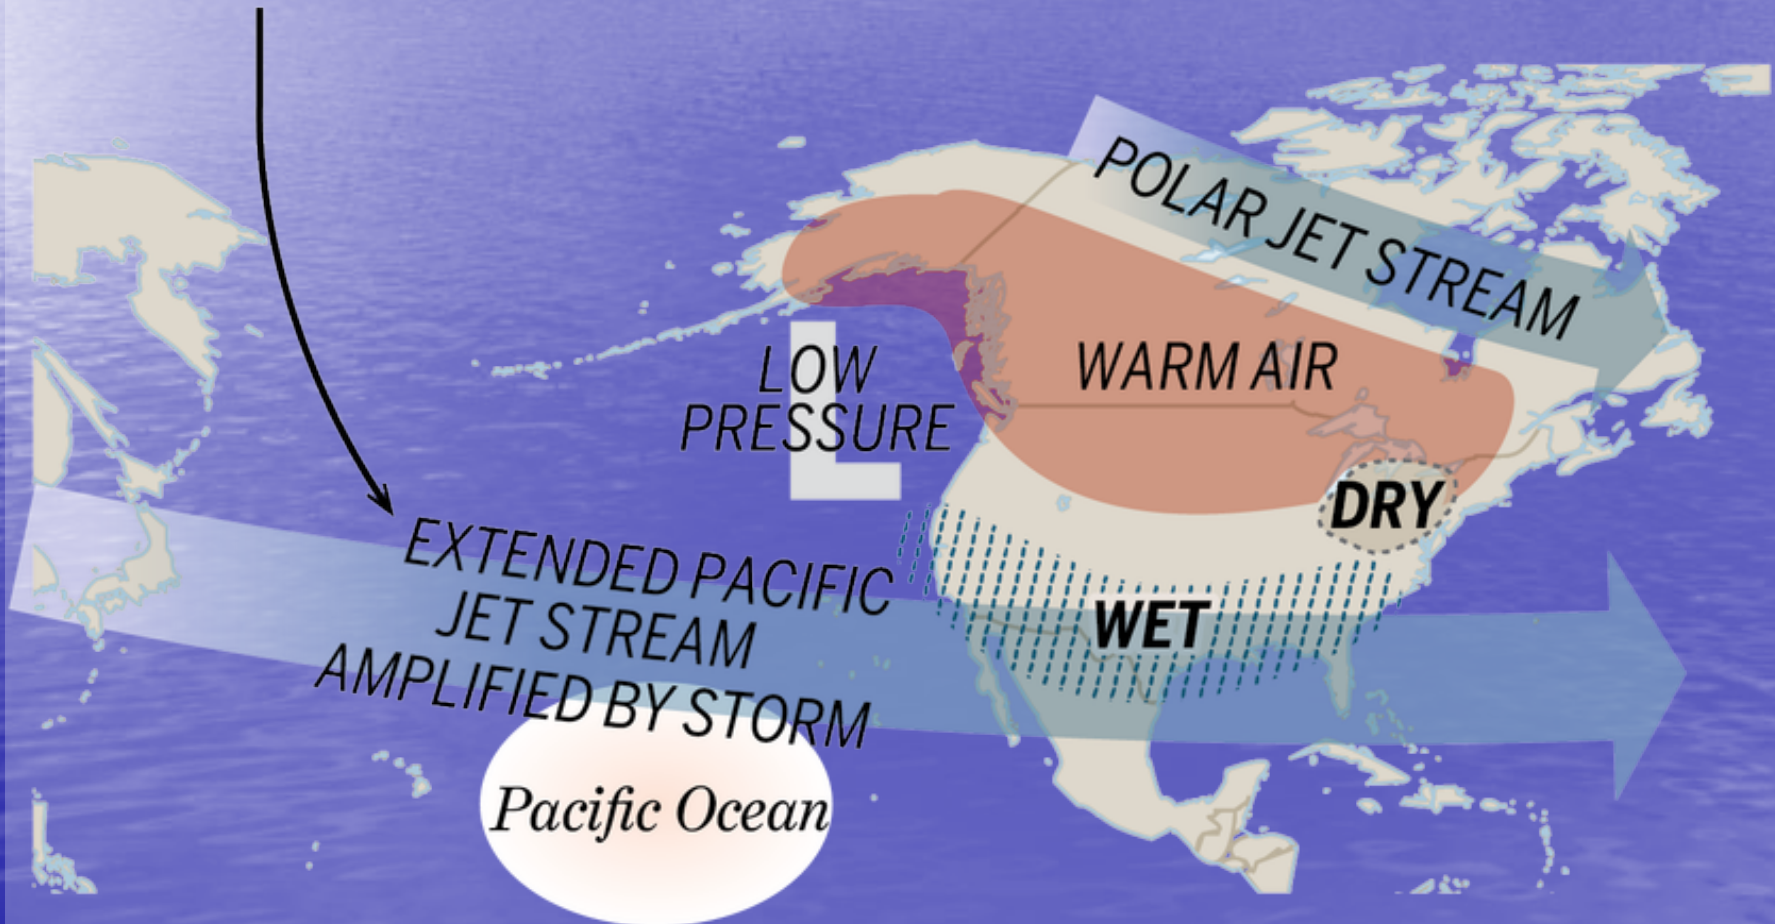 POLAR JET STREAM
LOW
PRESSURE
L
WARM AIR
DRY
EXTENDED PACIFIC
JET STREAM
AMPLIFIED BY STORM
WET
Pacific Ocean